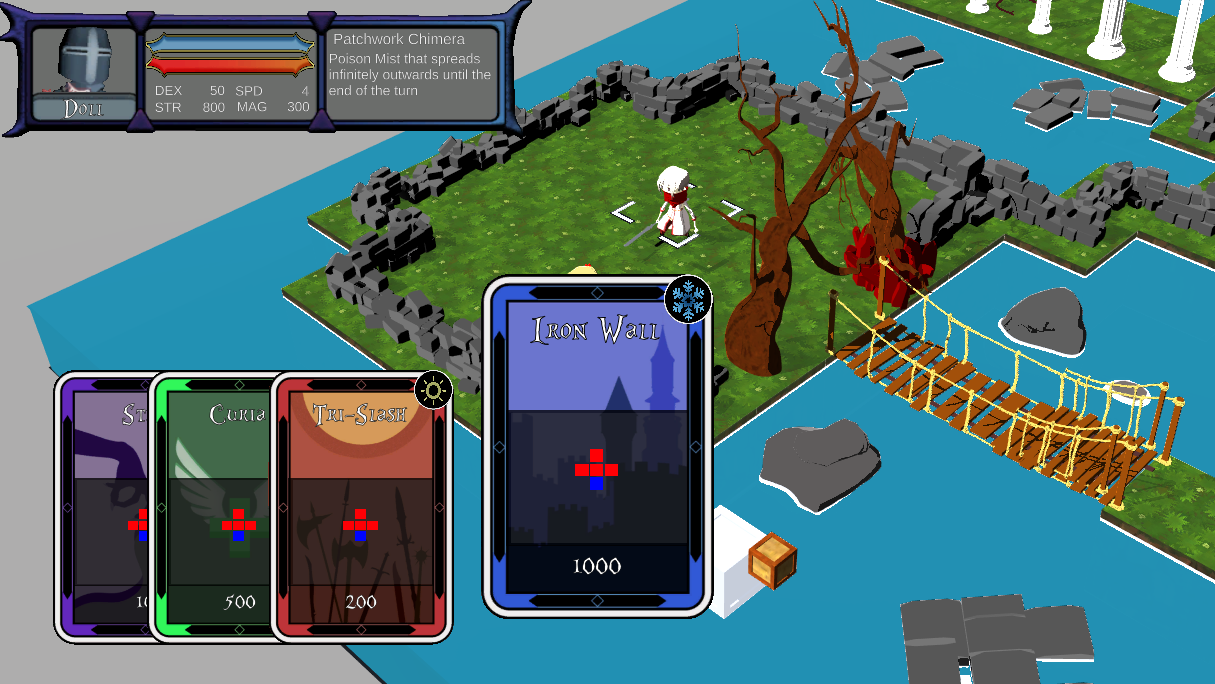 Patchwork Chimera
Poison Mist that spreads
infinitely outwards until the
end of the turn
DEX 50 SPD 4
STR 800 MAG 300
Doll
Iron Wall
1000
Tri-Slash
200
500